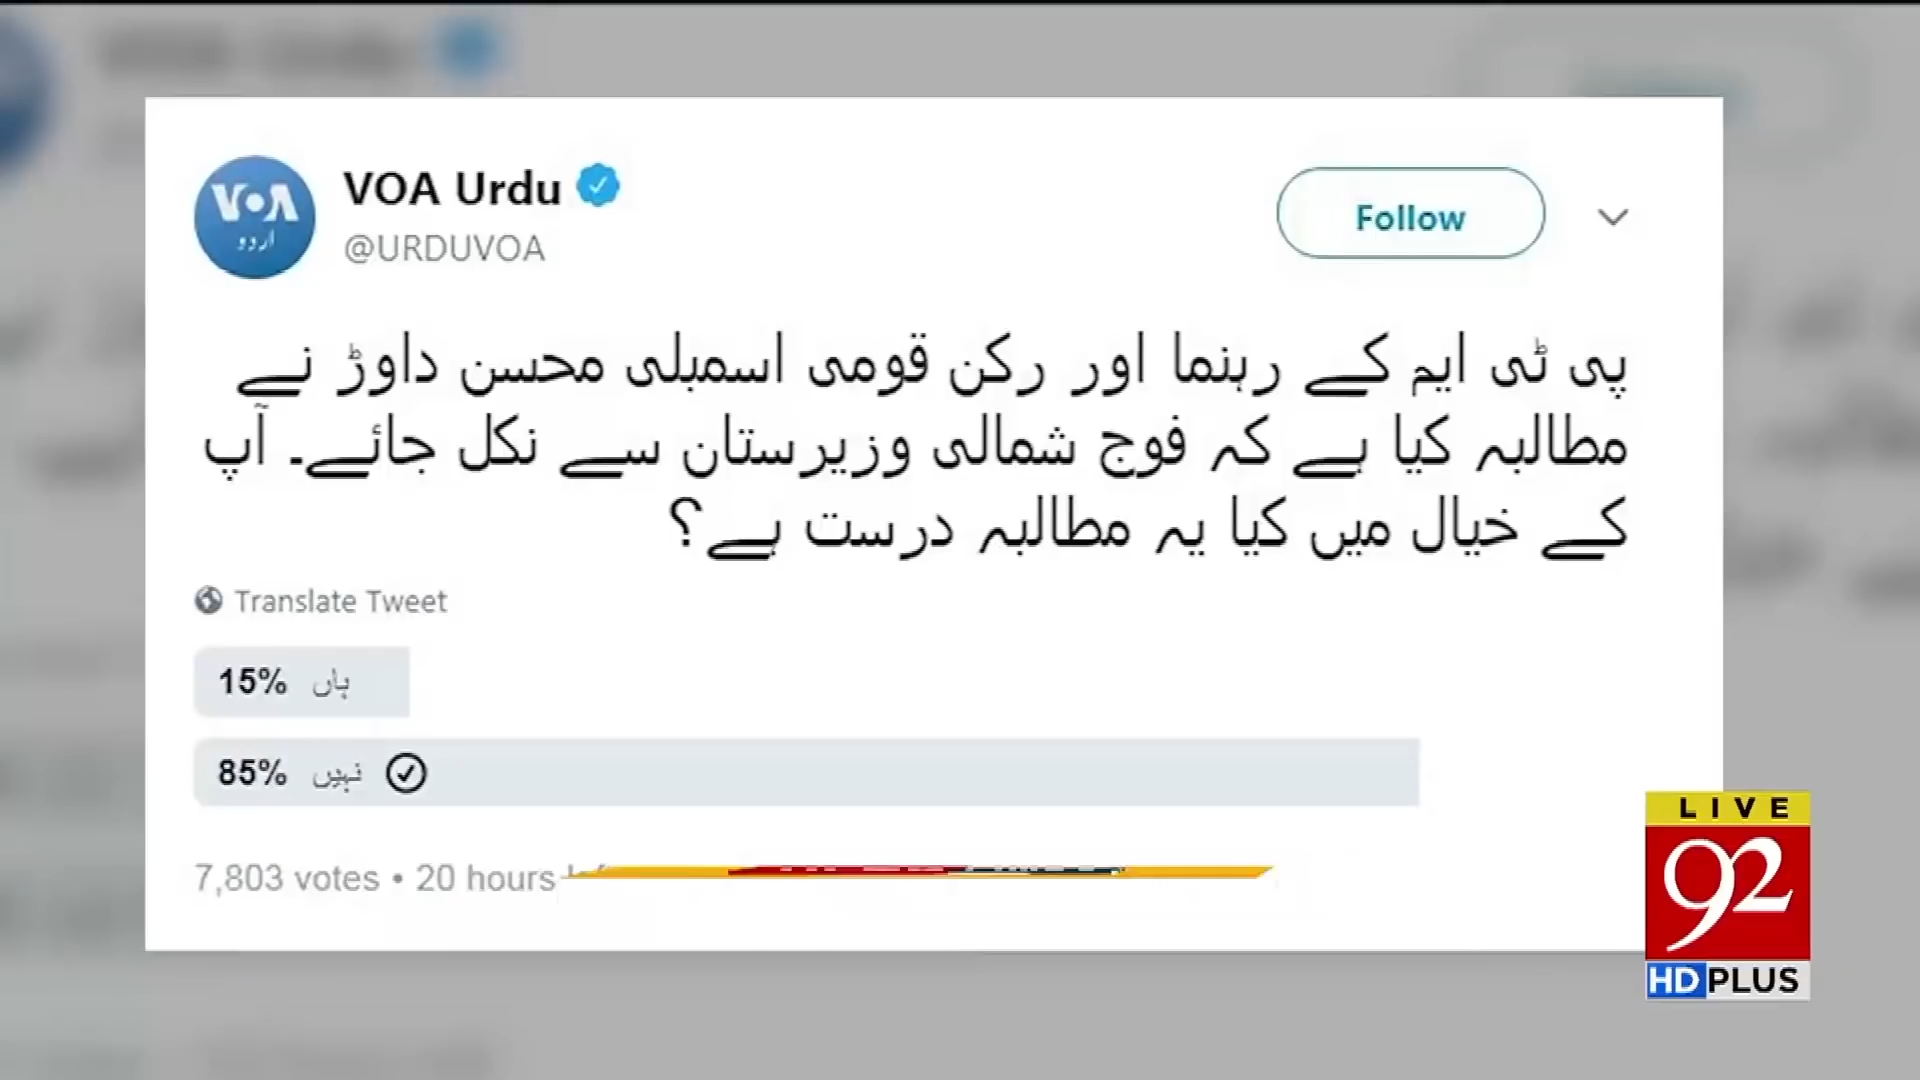 VOA Urdu
@URDUVOA
VOA
اردو
Follow
پی ٹی ایم کے رہنما اور رکن قومی اسمبلی محسن داوڑ نے
مطالبہ کیا ہے کہ فوج شمالی وزیرستان سے نکل جائے۔ آپ
کے خیال میں کیا یہ مطالبہ درست ہے؟
Translate Tweet
15% ہاں
85% نہیں
7,803 votes • 20 hours
LIVE
92
HD PLUS